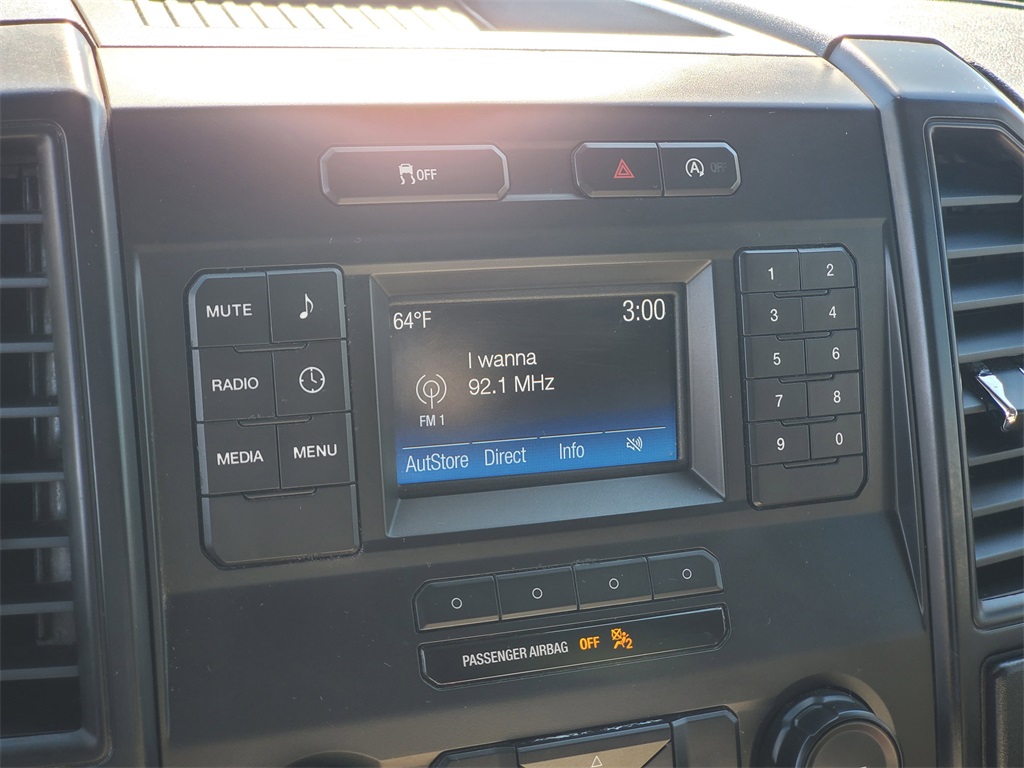 OFF
A OFF
MUTE
RADIO
MEDIA MENU
64°F 3:00
I wanna
92.1 MHz
FM 1
AutStore Direct Info
1 2
3 4
5 6
7 8
9 0
PASSENGER AIRBAG OFF 2